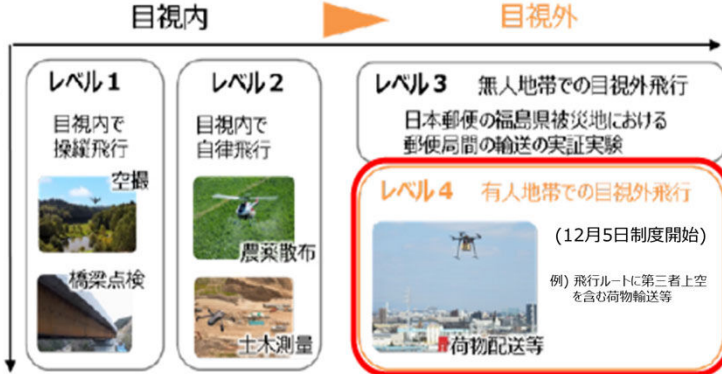 目視内
目視外
レベル1
目視内で
操縦飛行
空撮
橋梁点検
レベル2
目視内で
自律飛行
農薬散布
土木測量
レベル3 無人地帯での目視外飛行
日本郵便の福島県被災地における
郵便局間の輸送の実証実験
レベル4 有人地帯での目視外飛行
(12月5日制度開始)
例) 飛行ルートに第三者上空
を含む荷物輸送等
荷物配送等